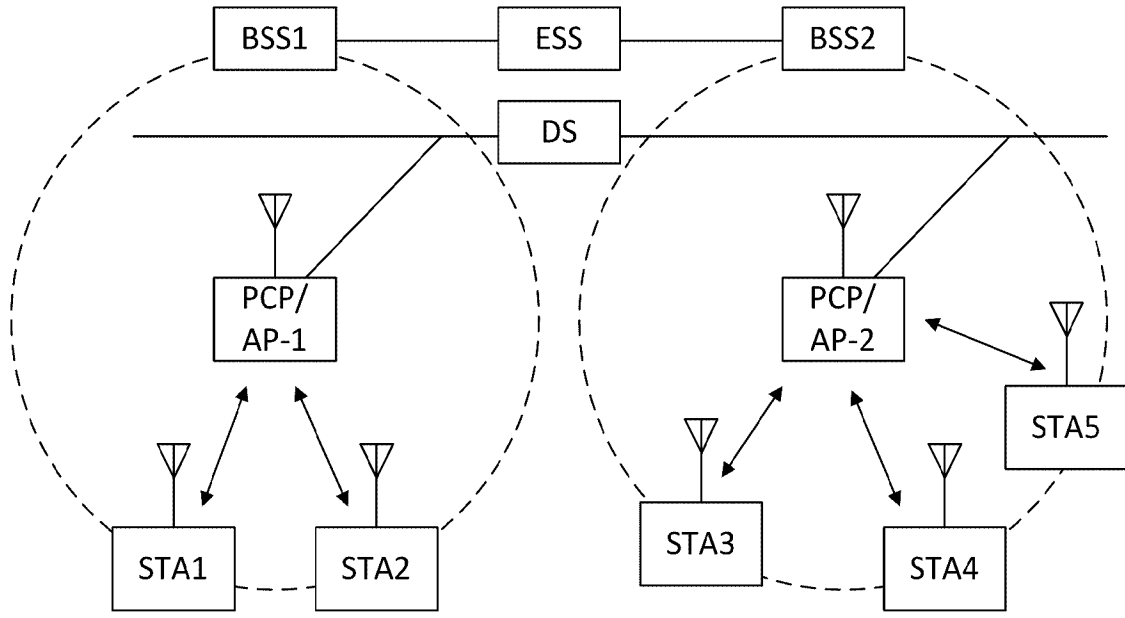 BSS1
ESS
BSS2
DS
PCP/
AP-1
PCP/
AP-2
STA1
STA2
STA3
STA4
STA5